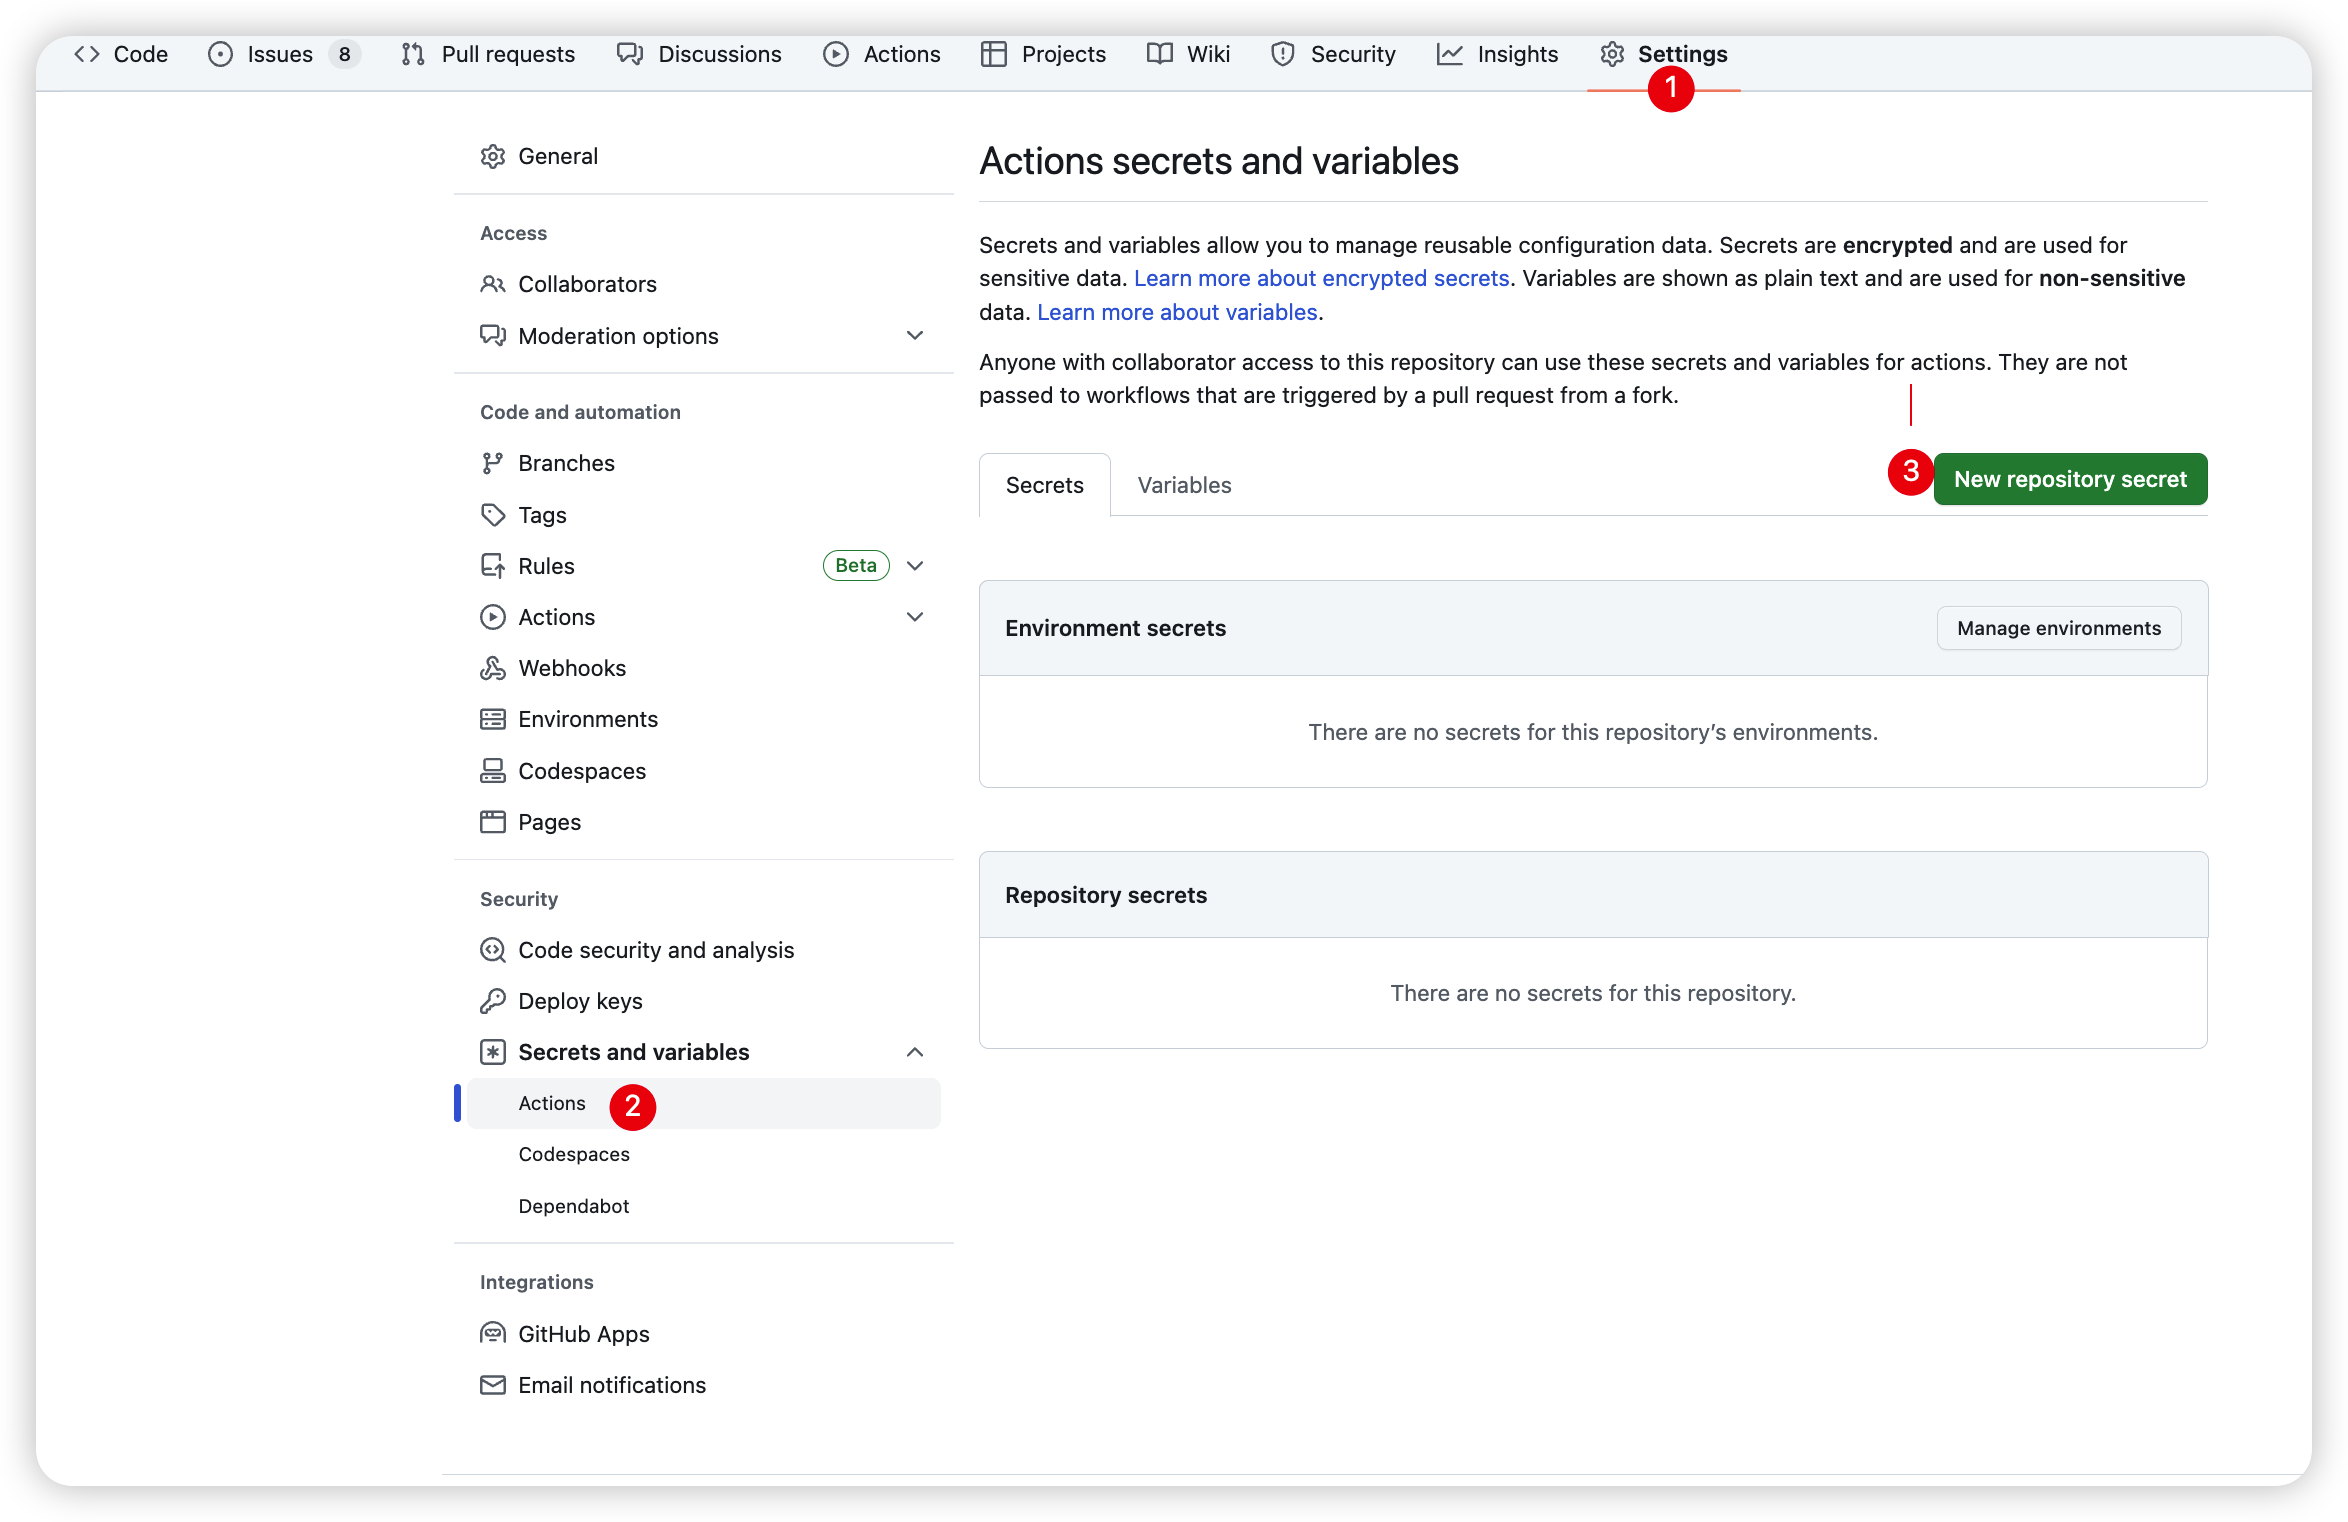 Code Issues 8 Pull requests Discussions Actions Projects Wiki Security Insights Settings
1
General
Access
Collaborators
Moderation options
Code and automation
Branches
Tags
Rules Beta
Actions
Webhooks
Environments
Codespaces
Pages
Security
Code security and analysis
Deploy keys
Secrets and variables
Actions 2
Codespaces
Dependabot
Integrations
GitHub Apps
Email notifications
Actions secrets and variables
Secrets and variables allow you to manage reusable configuration data. Secrets are encrypted and are used for
sensitive data. Learn more about encrypted secrets. Variables are shown as plain text and are used for non-sensitive
data. Learn more about variables.
Anyone with collaborator access to this repository can use these secrets and variables for actions. They are not
passed to workflows that are triggered by a pull request from a fork.
Secrets Variables 3 New repository secret
Environment secrets Manage environments
There are no secrets for this repository’s environments.
Repository secrets
There are no secrets for this repository.